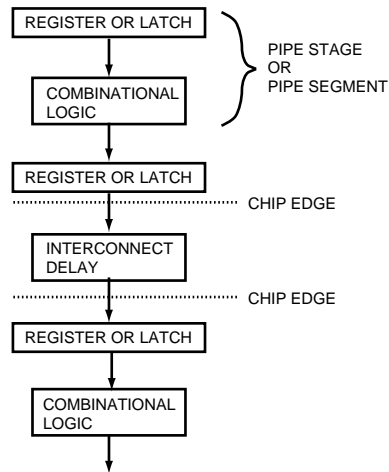 REGISTER OR LATCH
PIPE STAGE
OR
PIPE SEGMENT
COMBINATIONAL
LOGIC
REGISTER OR LATCH
CHIP EDGE
INTERCONNECT
DELAY
CHIP EDGE
REGISTER OR LATCH
COMBINATIONAL
LOGIC